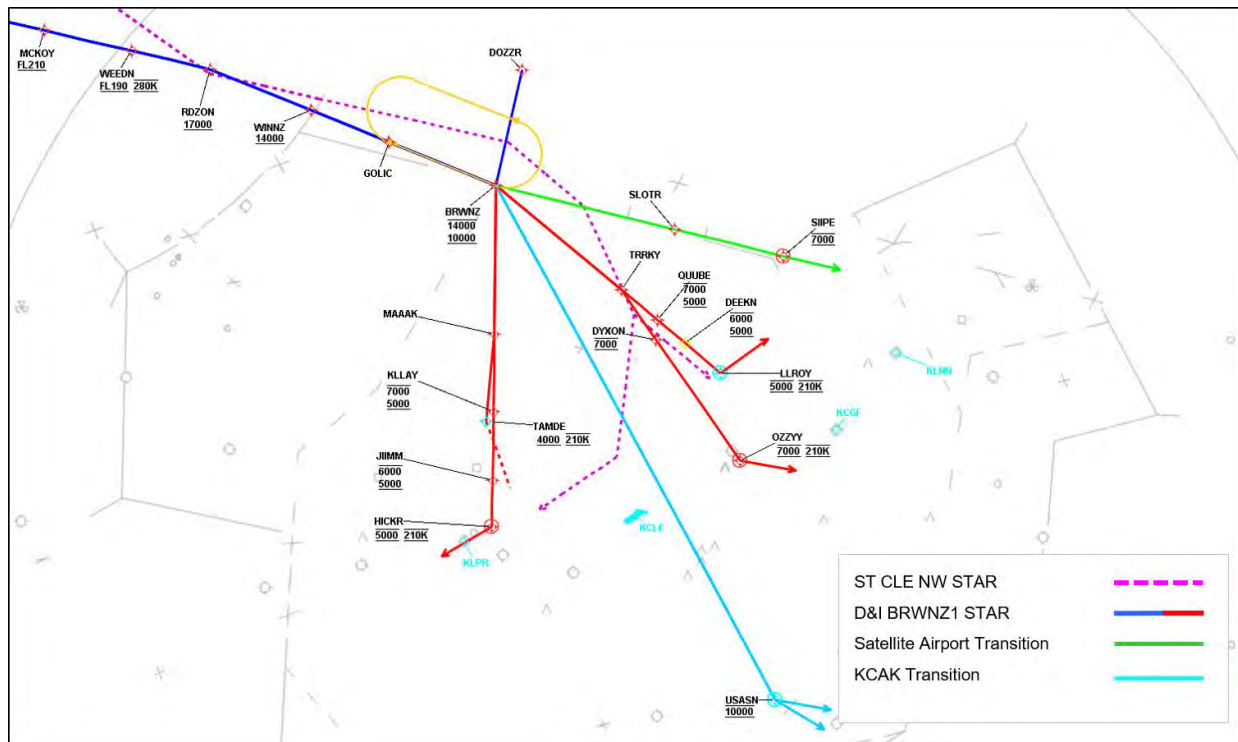 DOZZR
MCKOY
FL210
WEEDN
FL190 280K
RDZON
17000
WINNZ
14000
GOLIC
BRWNZ
14000
10000
SLOTR
SIIPE
7000
TRRKY
QUUBE
7000
5000
DEEKN
6000
5000
MAAAK
DYXON
7000
KLNN
LLROY
5000 210K
KLLAY
7000
5000
TAMDE
4000 210K
KCGF
OZZYY
7000 210K
JIIMM
6000
5000
HICKR
5000 210K
KCLE
KLPR
USASN
10000
ST CLE NW STAR
D&I BRWNZ1 STAR
Satellite Airport Transition
KCAK Transition